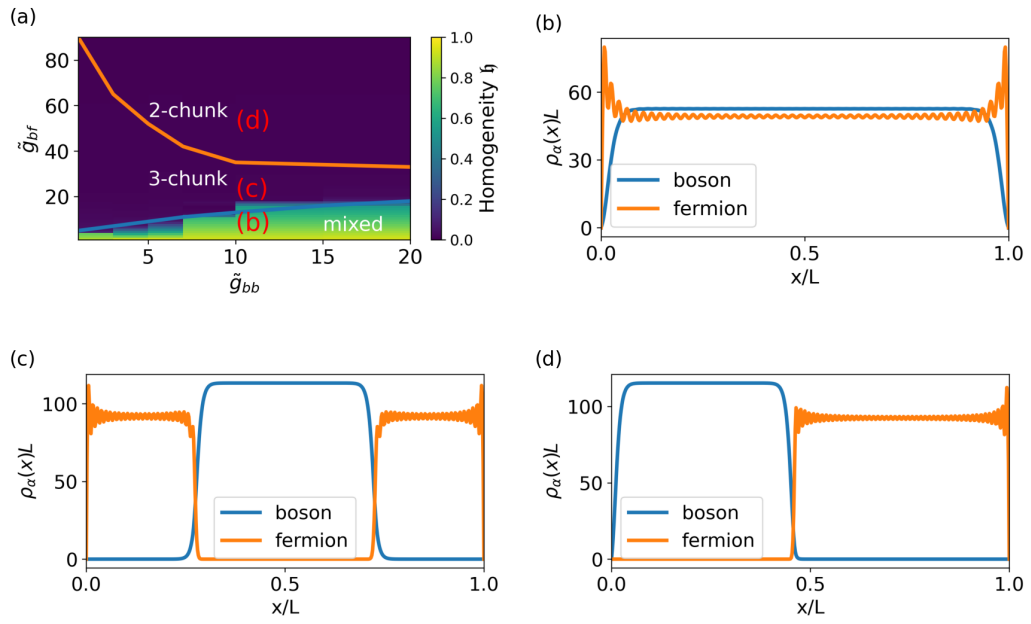 (a)
80
60
40
20
g̃bf
5
10
15
20
g̃bb
2-chunk
(d)
3-chunk
(c)
(b)
mixed
1.0
0.8
0.6
0.4
0.2
0.0
Homogeneity 𝔥
(b)
60
30
0
ρα(x)L
boson
fermion
0.0
0.5
1.0
x/L
(c)
100
50
0
ρα(x)L
boson
fermion
0.0
0.5
1.0
x/L
(d)
100
50
0
ρα(x)L
boson
fermion
0.0
0.5
1.0
x/L